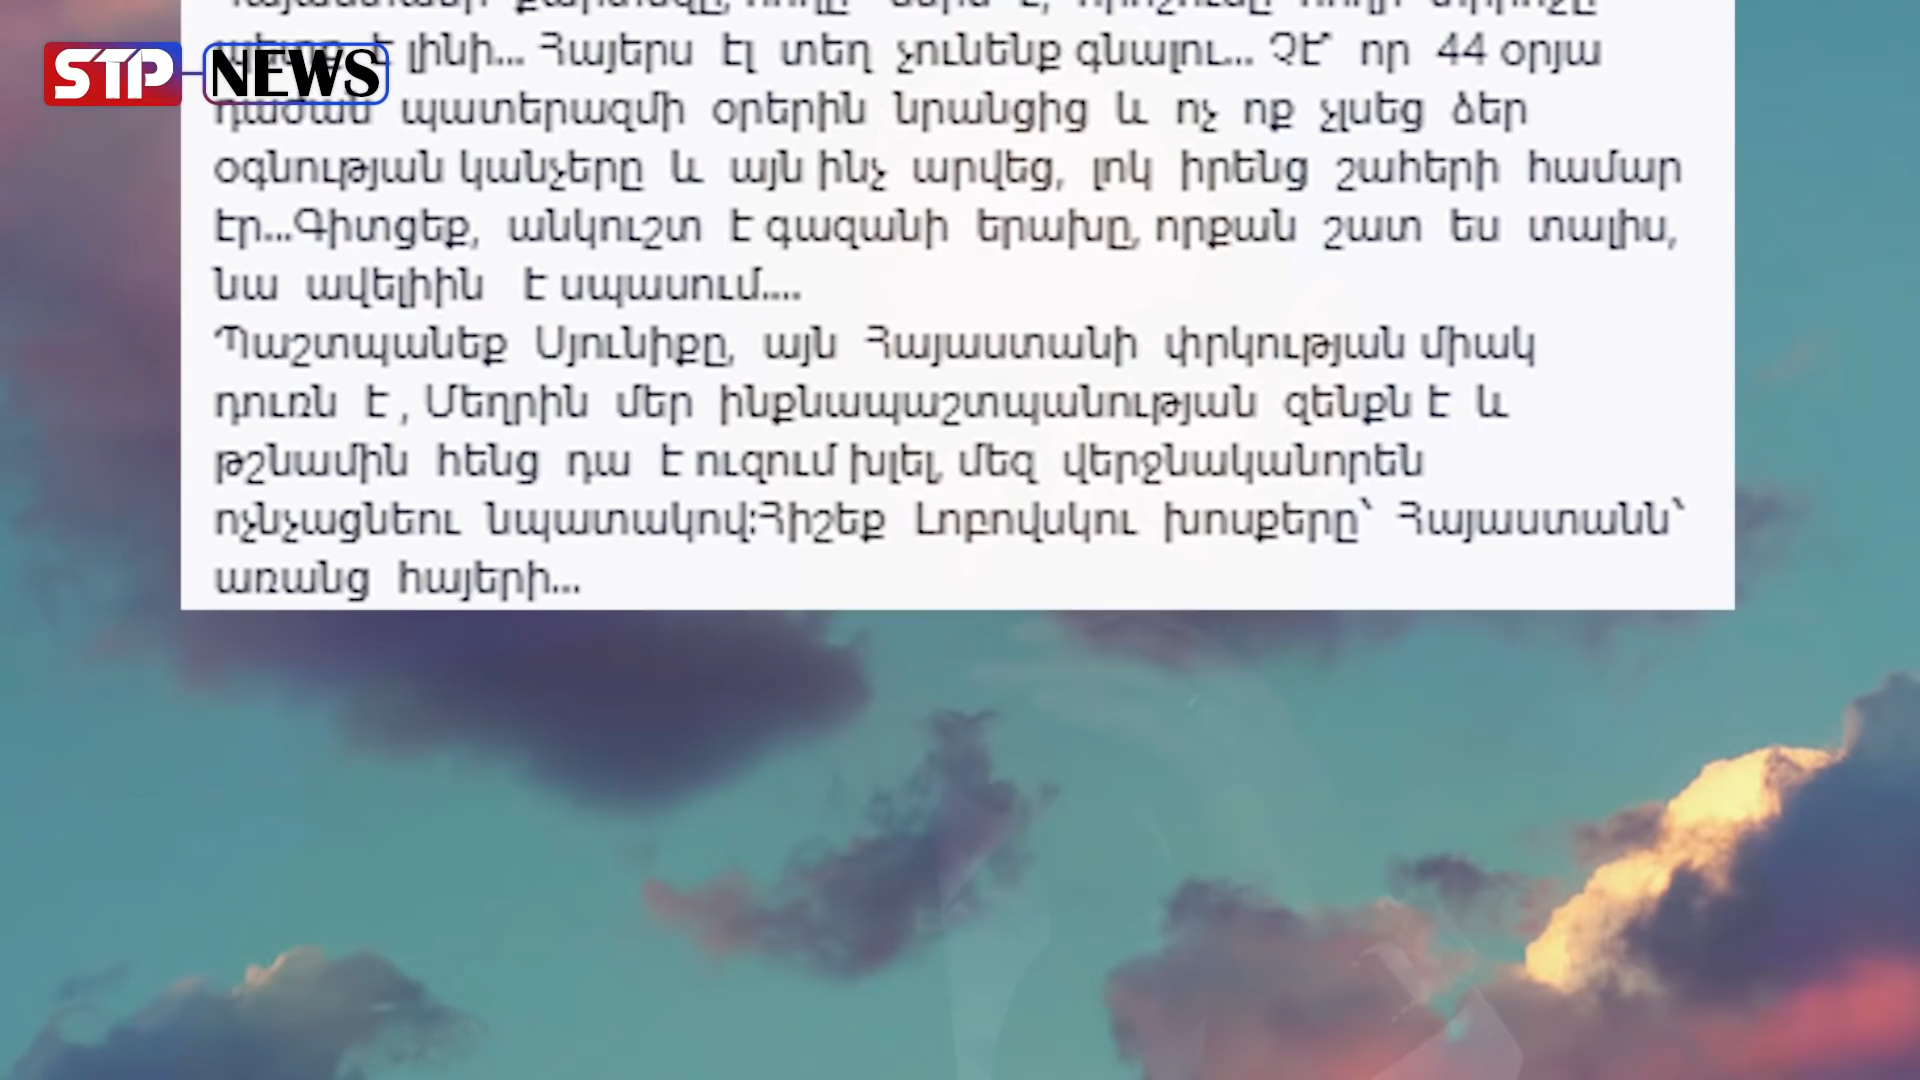 STP NEWS
է լինի... Հայերս էլ տեղ չունենք գնալու... Չէ՞ որ 44 օրյա
դաժան պատերազմի օրերին նրանցից և ոչ ոք չլսեց ձեր
օգնության կանչերը և այն ինչ արվեց, լոկ իրենց շահերի համար
էր...Գիտցեք, անկուշտ է գազանի երախը, որքան շատ ես տալիս,
նա ավելիին է սպասում....
Պաշտպանեք Սյունիքը, այն Հայաստանի փրկության միակ
դուռն է , Մեղրին մեր ինքնապաշտպանության զենքն է և
թշնամին հենց դա է ուզում խլել, մեզ վերջնականորեն
ոչնչացնեու նպատակով:Հիշեք Լոբովսկու խոսքերը՝ Հայաստանն՝
առանց հայերի...